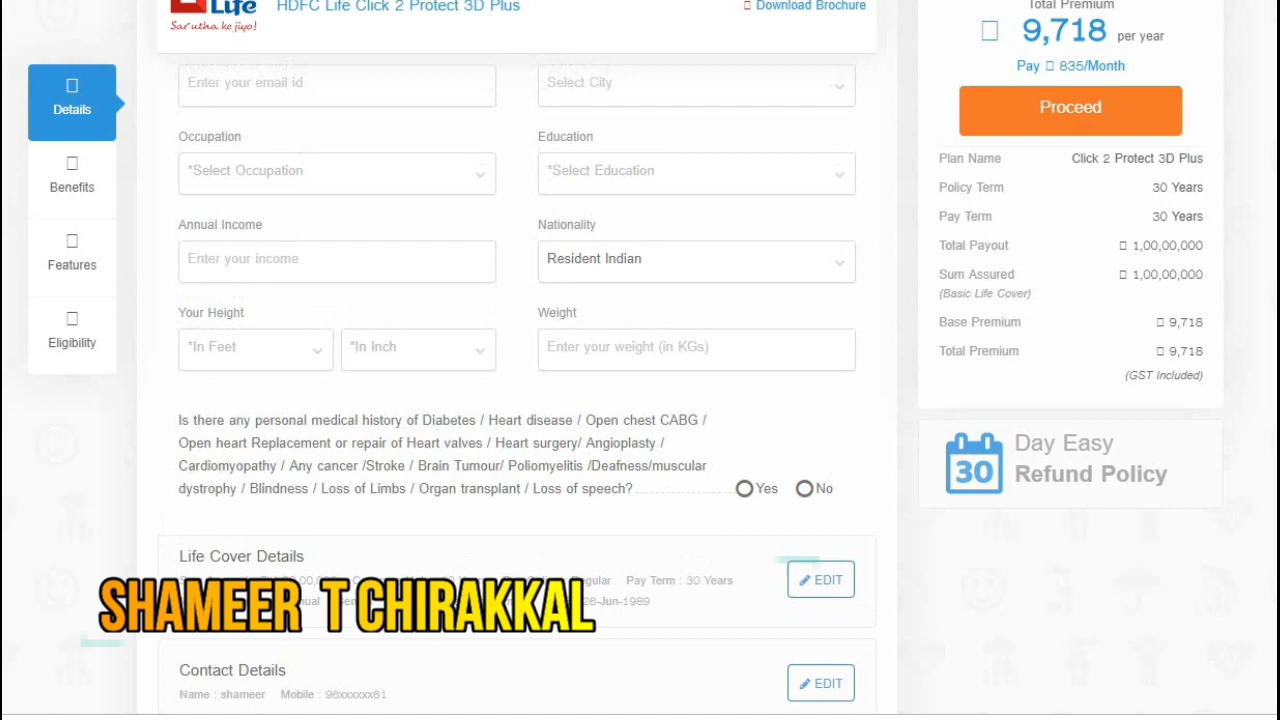 Life
Sar utha ke jiyo!
HDFC Life Click 2 Protect 3D Plus
Download Brochure
Enter your email id
Select City
Occupation
Education
*Select Occupation
*Select Education
Annual Income
Nationality
Enter your income
Resident Indian
Your Height
Weight
*In Feet
*In Inch
Enter your weight (in KGs)
Is there any personal medical history of Diabetes / Heart disease / Open chest CABG /
Open heart Replacement or repair of Heart valves / Heart surgery/ Angioplasty /
Cardiomyopathy / Any cancer /Stroke / Brain Tumour/ Poliomyelitis /Deafness/muscular
dystrophy / Blindness / Loss of Limbs / Organ transplant / Loss of speech?
Yes
No
Life Cover Details
Regular Pay Term : 30 Years
26-Jun-1989
EDIT
SHAMEER T CHIRAKKAL
Contact Details
Name : shameer Mobile : 96xxxxxx61
EDIT
Details
Benefits
Features
Eligibility
Total Premium
9,718 per year
Pay 835/Month
Proceed
Plan Name Click 2 Protect 3D Plus
Policy Term 30 Years
Pay Term 30 Years
Total Payout 1,00,00,000
Sum Assured 1,00,00,000
(Basic Life Cover)
Base Premium 9,718
Total Premium 9,718
(GST Included)
30
Day Easy
Refund Policy